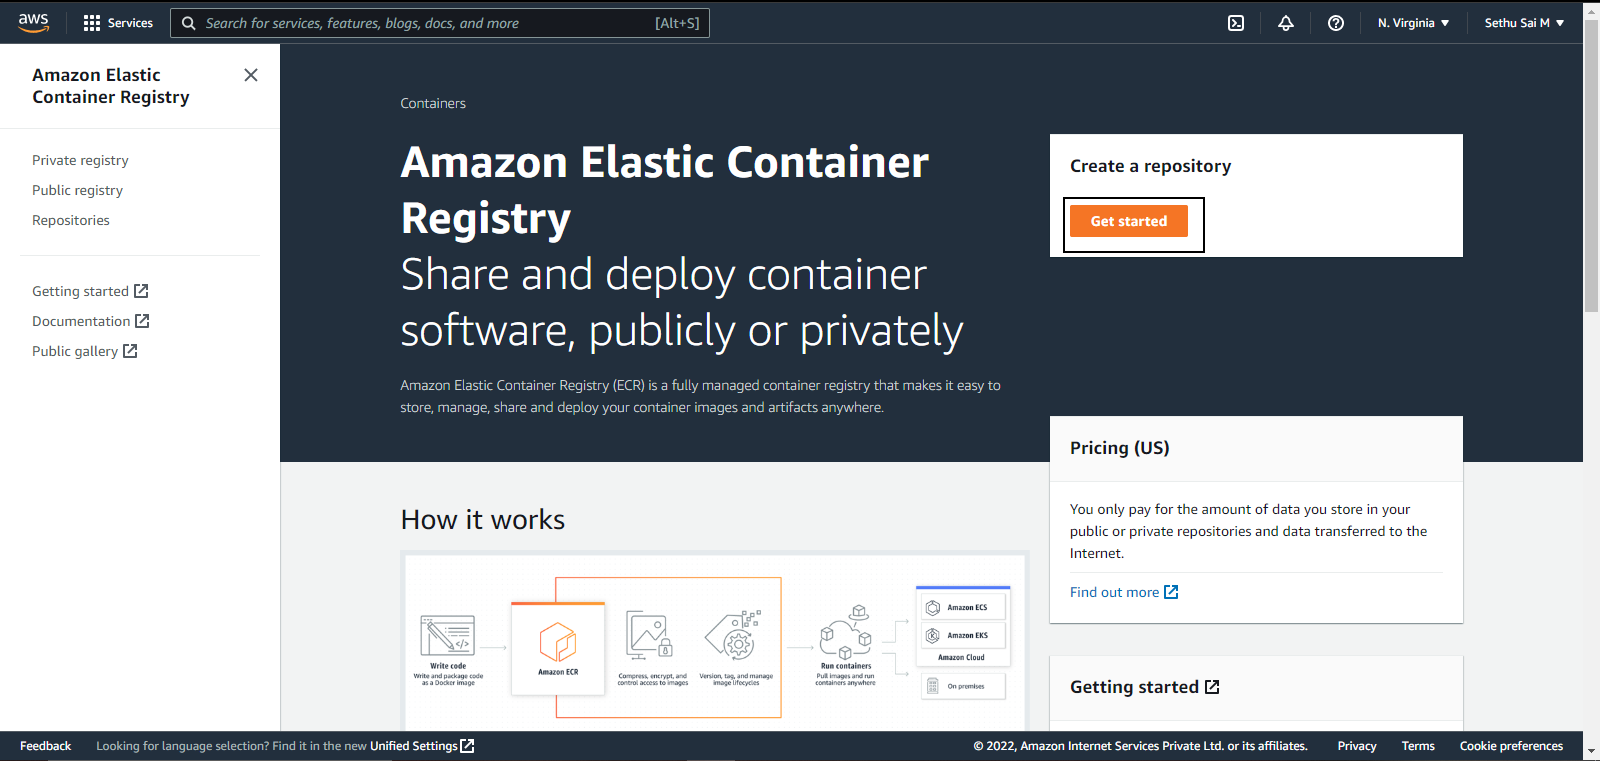 aws
Services
Search for services, features, blogs, docs, and more
[Alt+S]
N. Virginia
Sethu Sai M
Amazon Elastic
Container Registry
Private registry
Public registry
Repositories
Getting started
Documentation
Public gallery
Containers
Amazon Elastic Container
Registry
Share and deploy container
software, publicly or privately
Amazon Elastic Container Registry (ECR) is a fully managed container registry that makes it easy to
store, manage, share and deploy your container images and artifacts anywhere.
Create a repository
Get started
Pricing (US)
You only pay for the amount of data you store in your
public or private repositories and data transferred to the
Internet.
Find out more
How it works
Write code
Write and package code
as a Docker image
Amazon ECR
Compress, encrypt, and
control access to images
Version, tag, and manage
image lifecycles
Run containers
Pull images and run
containers anywhere
Amazon ECS
Amazon EKS
Amazon Cloud
On premises
Getting started
Feedback
Looking for language selection? Find it in the new Unified Settings
© 2022, Amazon Internet Services Private Ltd. or its affiliates.
Privacy
Terms
Cookie preferences